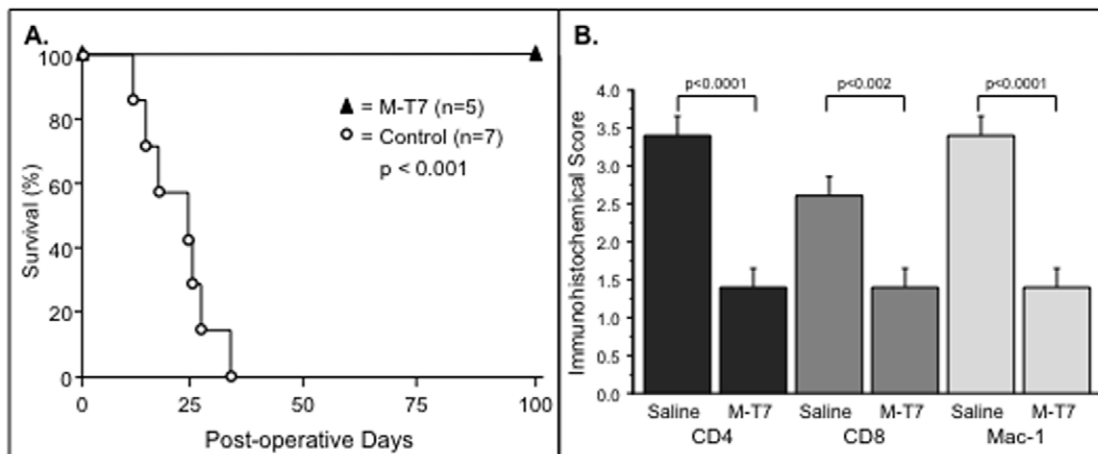 A.
100
80
60
40
20
0
Survival (%)
▲ = M-T7 (n=5)
○ = Control (n=7)
p < 0.001
0 25 50 75 100
Post-operative Days
B.
p<0.0001 p<0.002 p<0.0001
4.0
3.5
3.0
2.5
2.0
1.5
1.0
0.5
0.0
Immunohistochemical Score
Saline M-T7 Saline M-T7 Saline M-T7
CD4 CD8 Mac-1